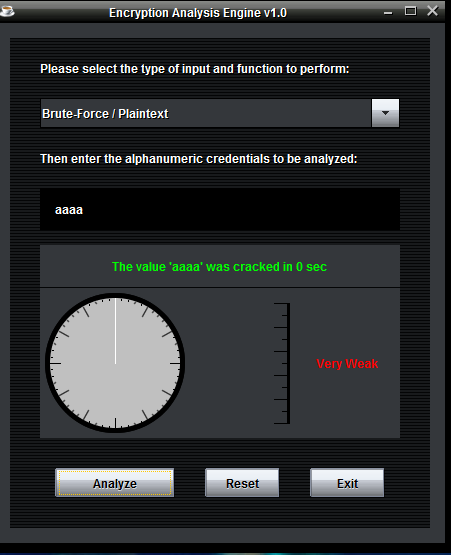 Encryption Analysis Engine v1.0
Please select the type of input and function to perform:
Brute-Force / Plaintext
Then enter the alphanumeric credentials to be analyzed:
aaaa
The value 'aaaa' was cracked in 0 sec
Very Weak
Analyze
Reset
Exit